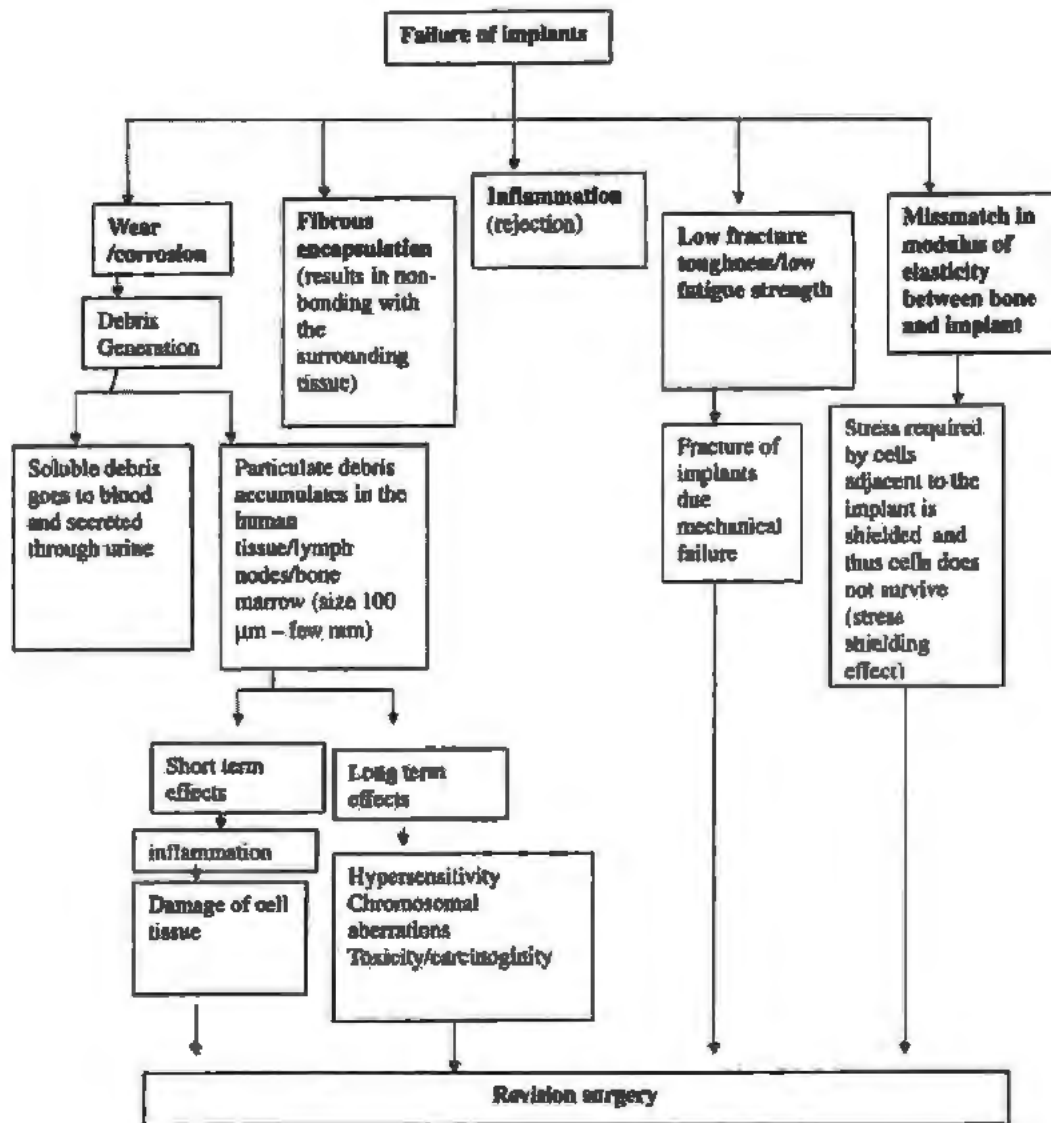 Failure of implants
Wear
/corrosion
Fibrous
encapsulation
(results in non-
bonding with
the
surrounding
tissue)
Inflammation
(rejection)
Low fracture
toughness/low
fatigue strength
Missmatch in
modulus of
elasticity
between bone
and implant
Debris
Generation
Soluble debris
goes to blood
and secreted
through urine
Particulate debris
accumulates in the
human
tissue/lymph
nodes/bone
marrow (size 100
µm – few mm)
Fracture of
implants
due
mechanical
failure
Stress required
by cells
adjacent to the
implant is
shielded and
thus cells does
not survive
(stress
shielding
effect)
Short term
effects
Long term
effects
inflammation
Damage of cell
tissue
Hypersensitivity
Chromosomal
aberrations
Toxicity/carcinoginity
Revision surgery